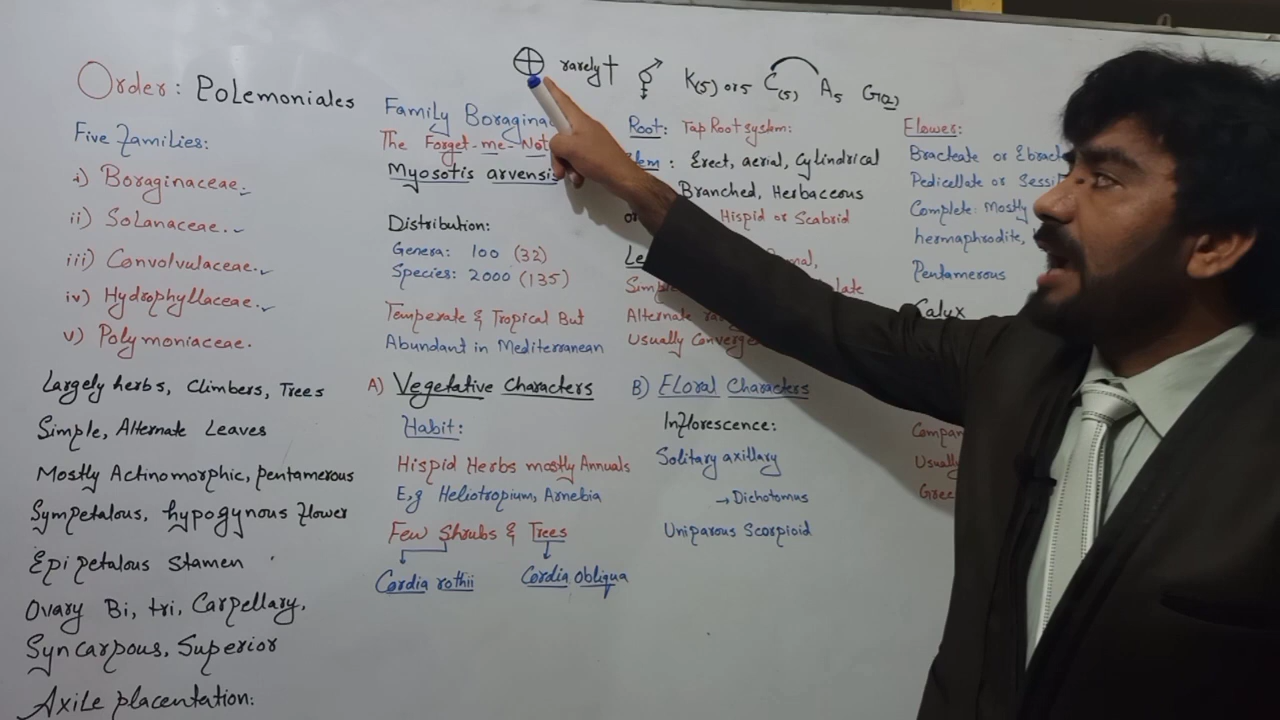 Order: Polemoniales
Five Families:
i) Boraginaceae.
ii) Solanaceae.
iii) Convolvulaceae.
iv) Hydrophyllaceae.
v) Polymoniaceae.
Largely herbs, Climbers, Trees
Simple, Alternate Leaves
Mostly Actinomorphic, pentamerous
Sympetalous, hypogynous Flower
Epi petalous Stamen
Ovary Bi, tri, Carpellary,
Syncarpous, Superior
Axile placentation:
⊕ rarely † ⚥ K(5) or 5 C(5) A5 G(2)
Family
The Forget-me-Not
Myosotis arvensis
Distribution:
Genera: 100 (32)
Species: 2000 (135)
Temperate & Tropical But
Abundant in Mediterranean
A) Vegetative Characters
Habit:
Hispid Herbs mostly Annuals
E,g Heliotropium, Arnebia
Few Shrubs & Trees
Cordia rothii Cordia obliqua
Root: Tap Root system:
: Erect, aerial, Cylindrical
Branched, Herbaceous
or Hispid or Scabrid
Alternate
Usually
B) Floral Characters
Inflorescence:
Solitary axillary
→ Dichotomus
Uniparous Scorpioid
Flower:
Bracteate or
Pedicellate or
Complete: Mostly
hermaphrodite,
Pentamerous
Calyx